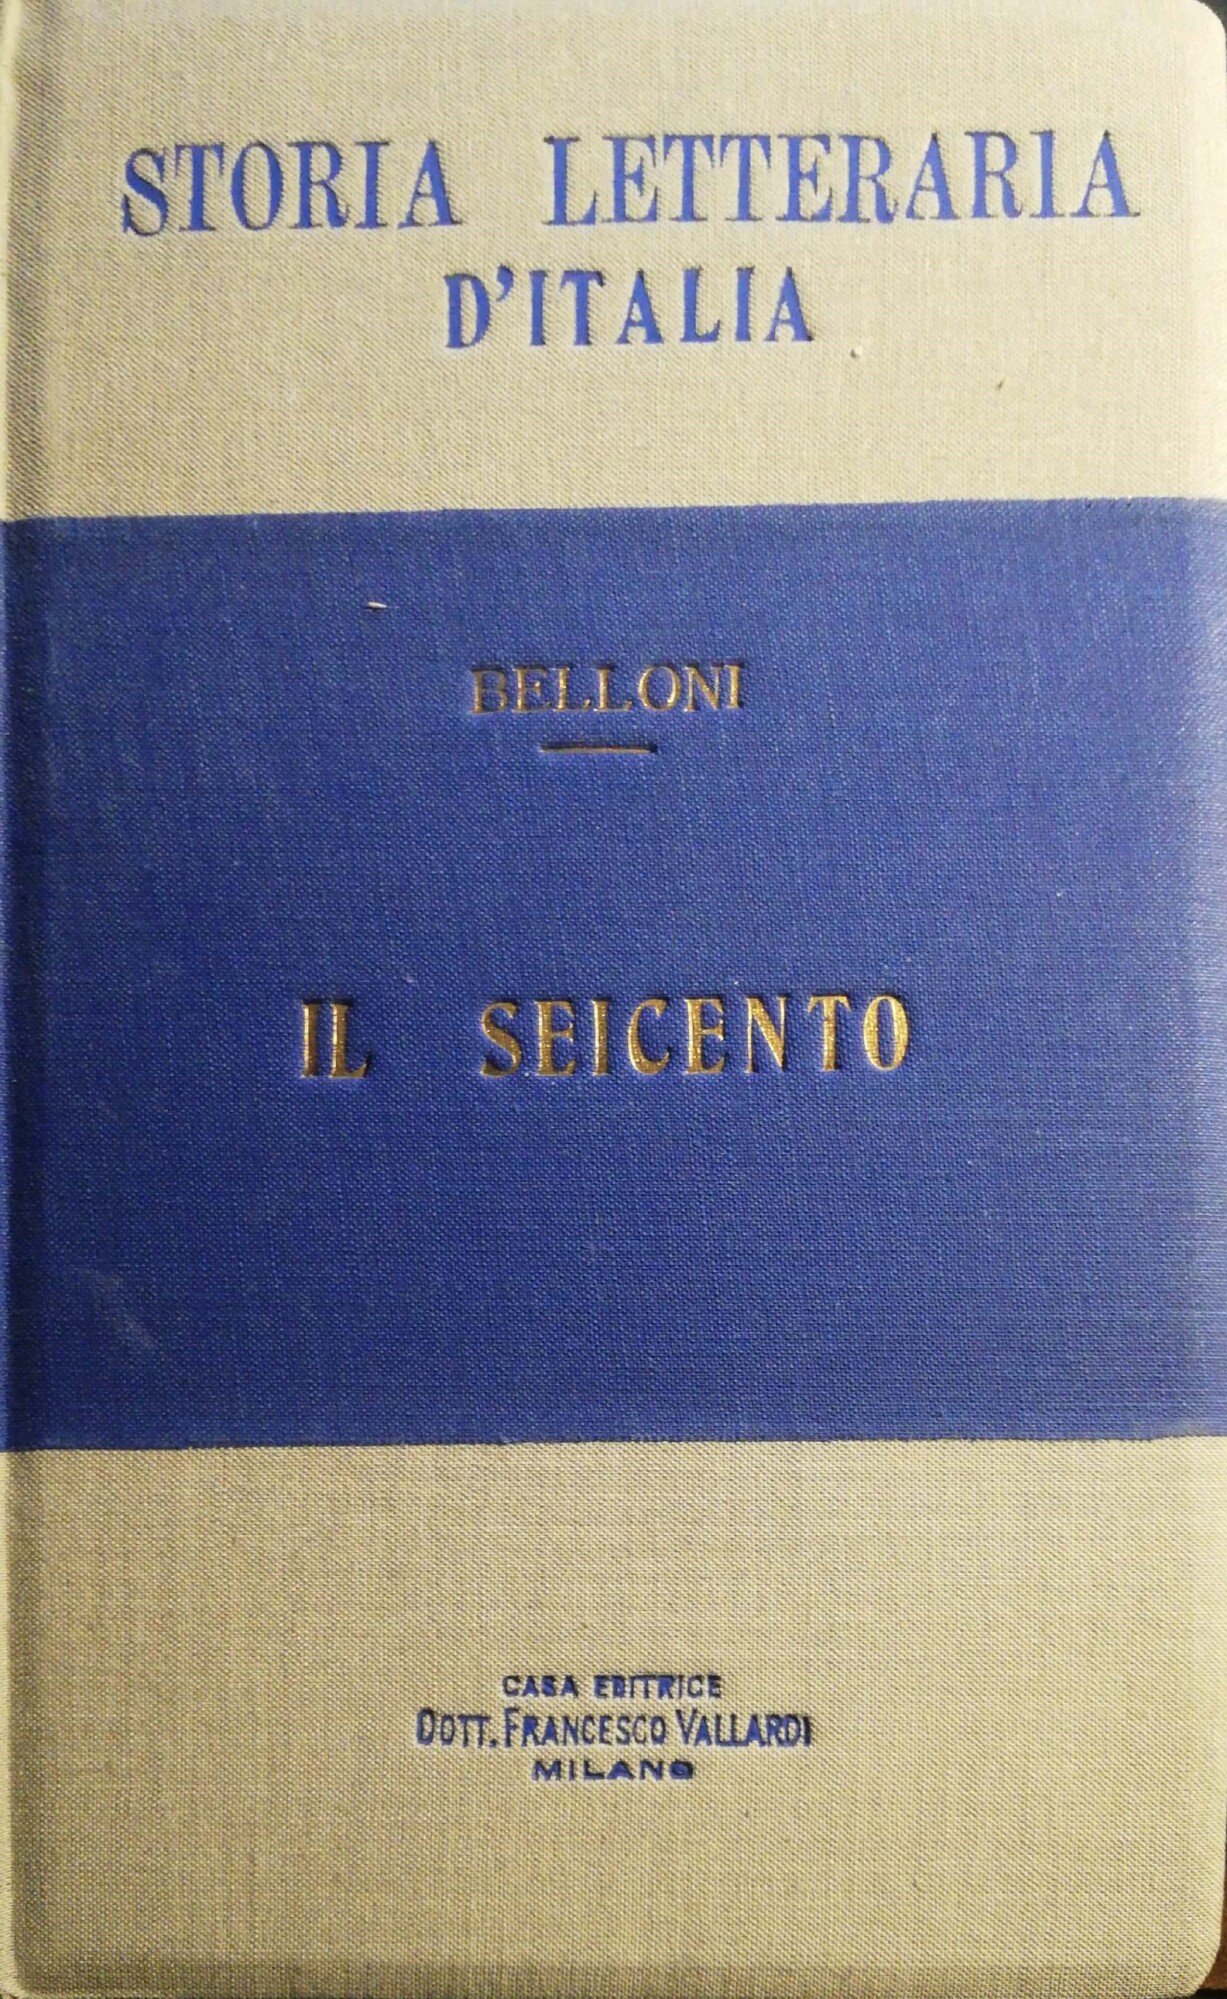 STORIA LETTERARIA
D'ITALIA
BELLONI
IL SEICENTO
CASA EDITRICE
DOTT. FRANCESCO VALLARDI
MILANO